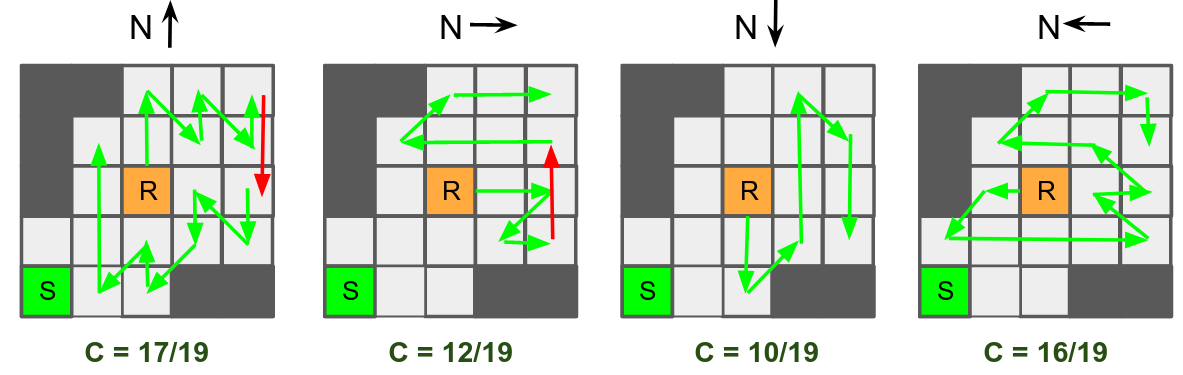 N N N N
R R R R
S S S S
C = 17/19 C = 12/19 C = 10/19 C = 16/19